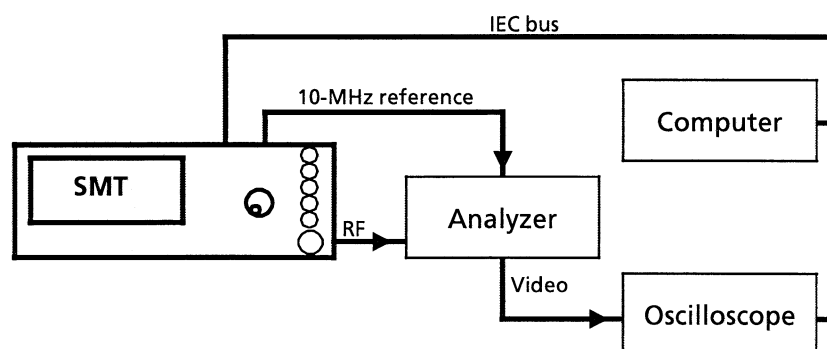 IEC bus
10-MHz reference
Computer
SMT
Analyzer
RF
Video
Oscilloscope